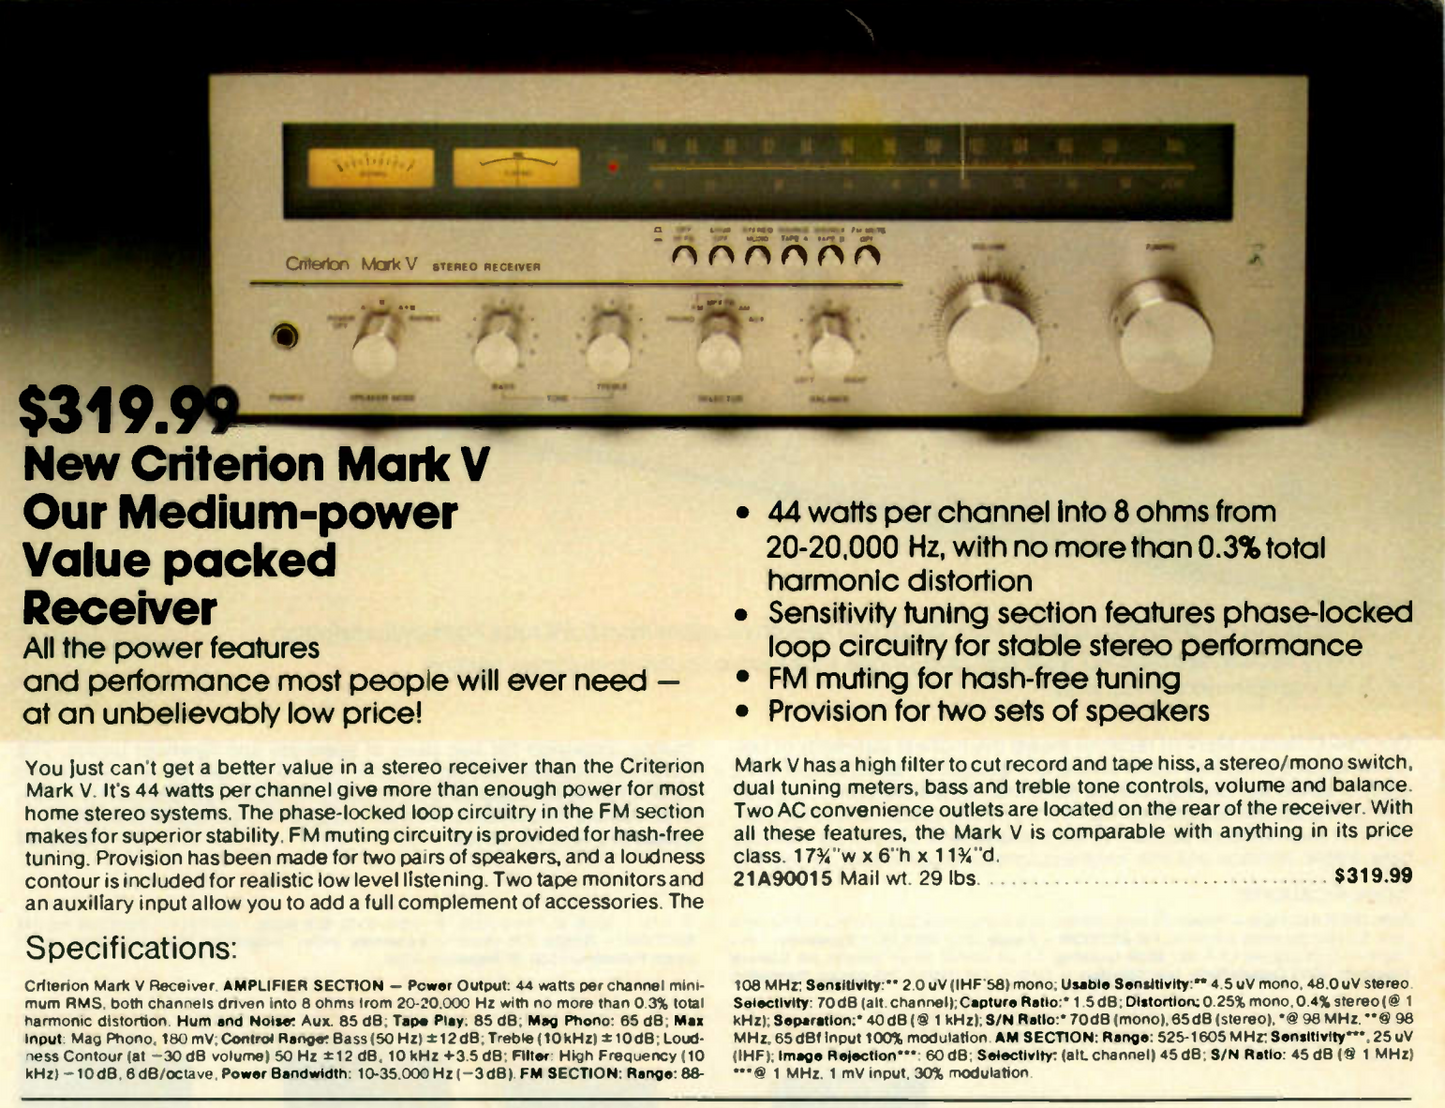 Criterion Mark V STEREO RECEIVER
$319.99
New Criterion Mark V
Our Medium-power
Value packed
Receiver
All the power features
and performance most people will ever need —
at an unbelievably low price!
• 44 watts per channel into 8 ohms from
20-20,000 Hz, with no more than 0.3% total
harmonic distortion
• Sensitivity tuning section features phase-locked
loop circuitry for stable stereo performance
• FM muting for hash-free tuning
• Provision for two sets of speakers
You just can't get a better value in a stereo receiver than the Criterion
Mark V. It's 44 watts per channel give more than enough power for most
home stereo systems. The phase-locked loop circuitry in the FM section
makes for superior stability. FM muting circuitry is provided for hash-free
tuning. Provision has been made for two pairs of speakers, and a loudness
contour is included for realistic low level listening. Two tape monitors and
an auxiliary input allow you to add a full complement of accessories. The
Mark V has a high filter to cut record and tape hiss, a stereo/mono switch,
dual tuning meters, bass and treble tone controls, volume and balance.
Two AC convenience outlets are located on the rear of the receiver. With
all these features, the Mark V is comparable with anything in its price
class. 17¾"w x 6"h x 11¾"d.
21A90015 Mail wt. 29 lbs. . . . . . . . . . . . . . . . . . . . . . . . . . . . . . . $319.99
Specifications:
Criterion Mark V Receiver. AMPLIFIER SECTION — Power Output: 44 watts per channel mini-
mum RMS, both channels driven into 8 ohms from 20-20,000 Hz with no more than 0.3% total
harmonic distortion. Hum and Noise: Aux. 85 dB; Tape Play: 85 dB; Mag Phono: 65 dB; Max
Input: Mag Phono, 180 mV; Control Range: Bass (50 Hz) ±12 dB; Treble (10 kHz) ±10 dB; Loud-
ness Contour (at −30 dB volume) 50 Hz ±12 dB, 10 kHz +3.5 dB; Filter: High Frequency (10
kHz) −10 dB, 6 dB/octave, Power Bandwidth: 10-35,000 Hz (−3 dB). FM SECTION: Range: 88-
108 MHz; Sensitivity:** 2.0 uV (IHF'58) mono; Usable Sensitivity:** 4.5 uV mono, 48.0 uV stereo.
Selectivity: 70 dB (alt. channel); Capture Ratio:* 1.5 dB; Distortion: 0.25% mono, 0.4% stereo (@ 1
kHz); Separation:* 40 dB (@ 1 kHz); S/N Ratio:* 70 dB (mono), 65 dB (stereo), *@ 98 MHz, **@ 98
MHz, 65 dBf input 100% modulation. AM SECTION: Range: 525-1605 MHz; Sensitivity***, 25 uV
(IHF); Image Rejection***: 60 dB; Selectivity: (alt. channel) 45 dB; S/N Ratio: 45 dB (@ 1 MHz)
***@ 1 MHz, 1 mV input, 30% modulation.